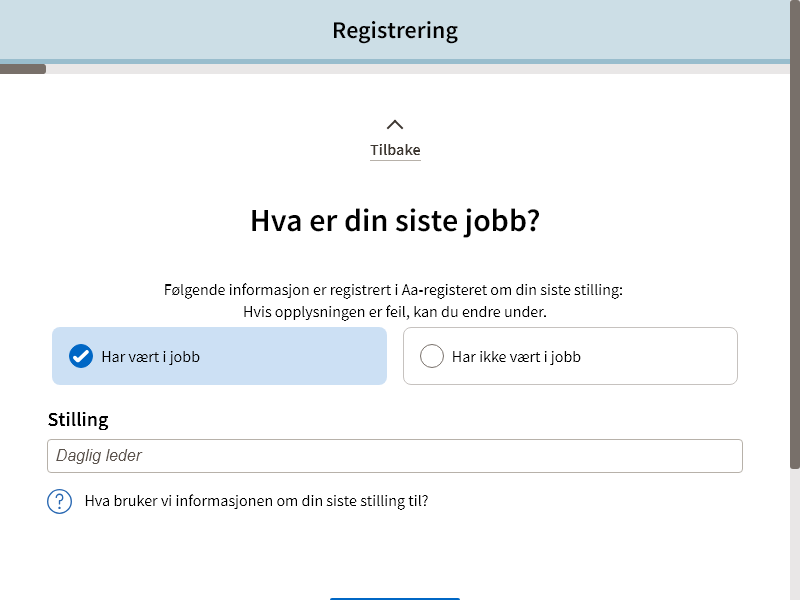 Registrering
Tilbake
Hva er din siste jobb?
Følgende informasjon er registrert i Aa-registeret om din siste stilling:
Hvis opplysningen er feil, kan du endre under.
Har vært i jobb
Har ikke vært i jobb
Stilling
Daglig leder
? Hva bruker vi informasjonen om din siste stilling til?